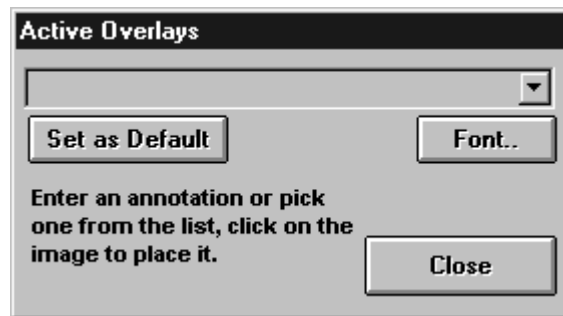 Active Overlays
Set as Default
Font..
Enter an annotation or pick
one from the list, click on the
image to place it.
Close